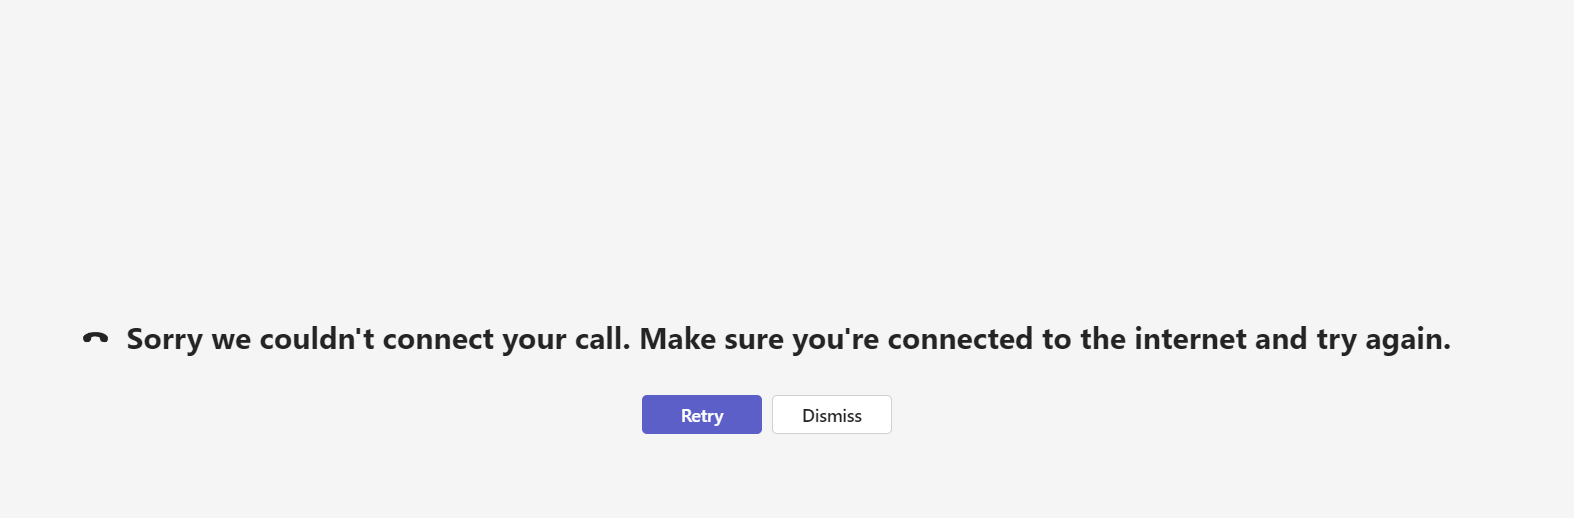 Sorry we couldn't connect your call. Make sure you're connected to the internet and try again.
Retry
Dismiss